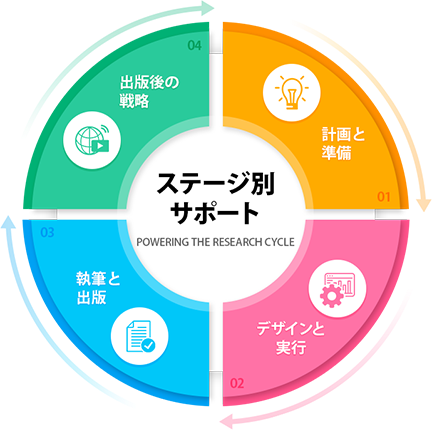 ステージ別
サポート
POWERING THE RESEARCH CYCLE
計画と
準備
01
デザインと
実行
02
03
執筆と
出版
04
出版後の
戦略